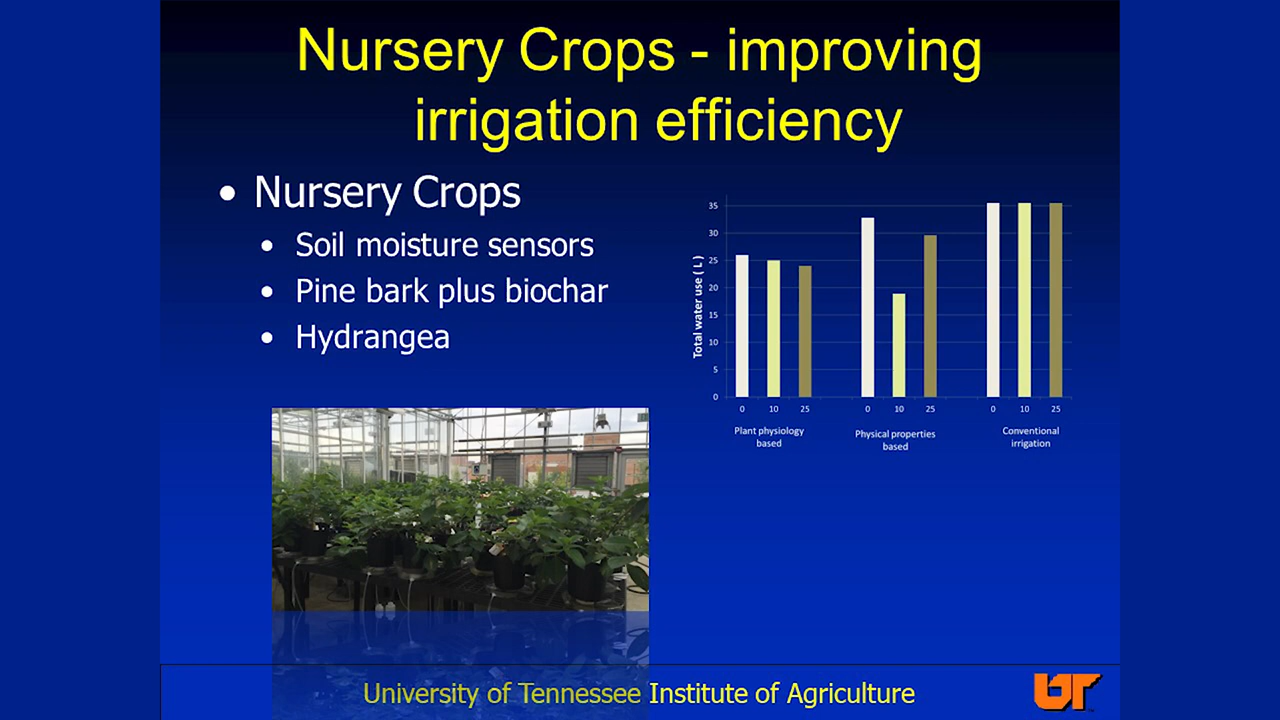 Nursery Crops - improving
irrigation efficiency
• Nursery Crops
• Soil moisture sensors
• Pine bark plus biochar
• Hydrangea
Total water use ( L )
35
30
25
20
15
10
5
0
0 10 25 0 10 25 0 10 25
Plant physiology
based
Physical properties
based
Conventional
irrigation
University of Tennessee Institute of Agriculture
UT